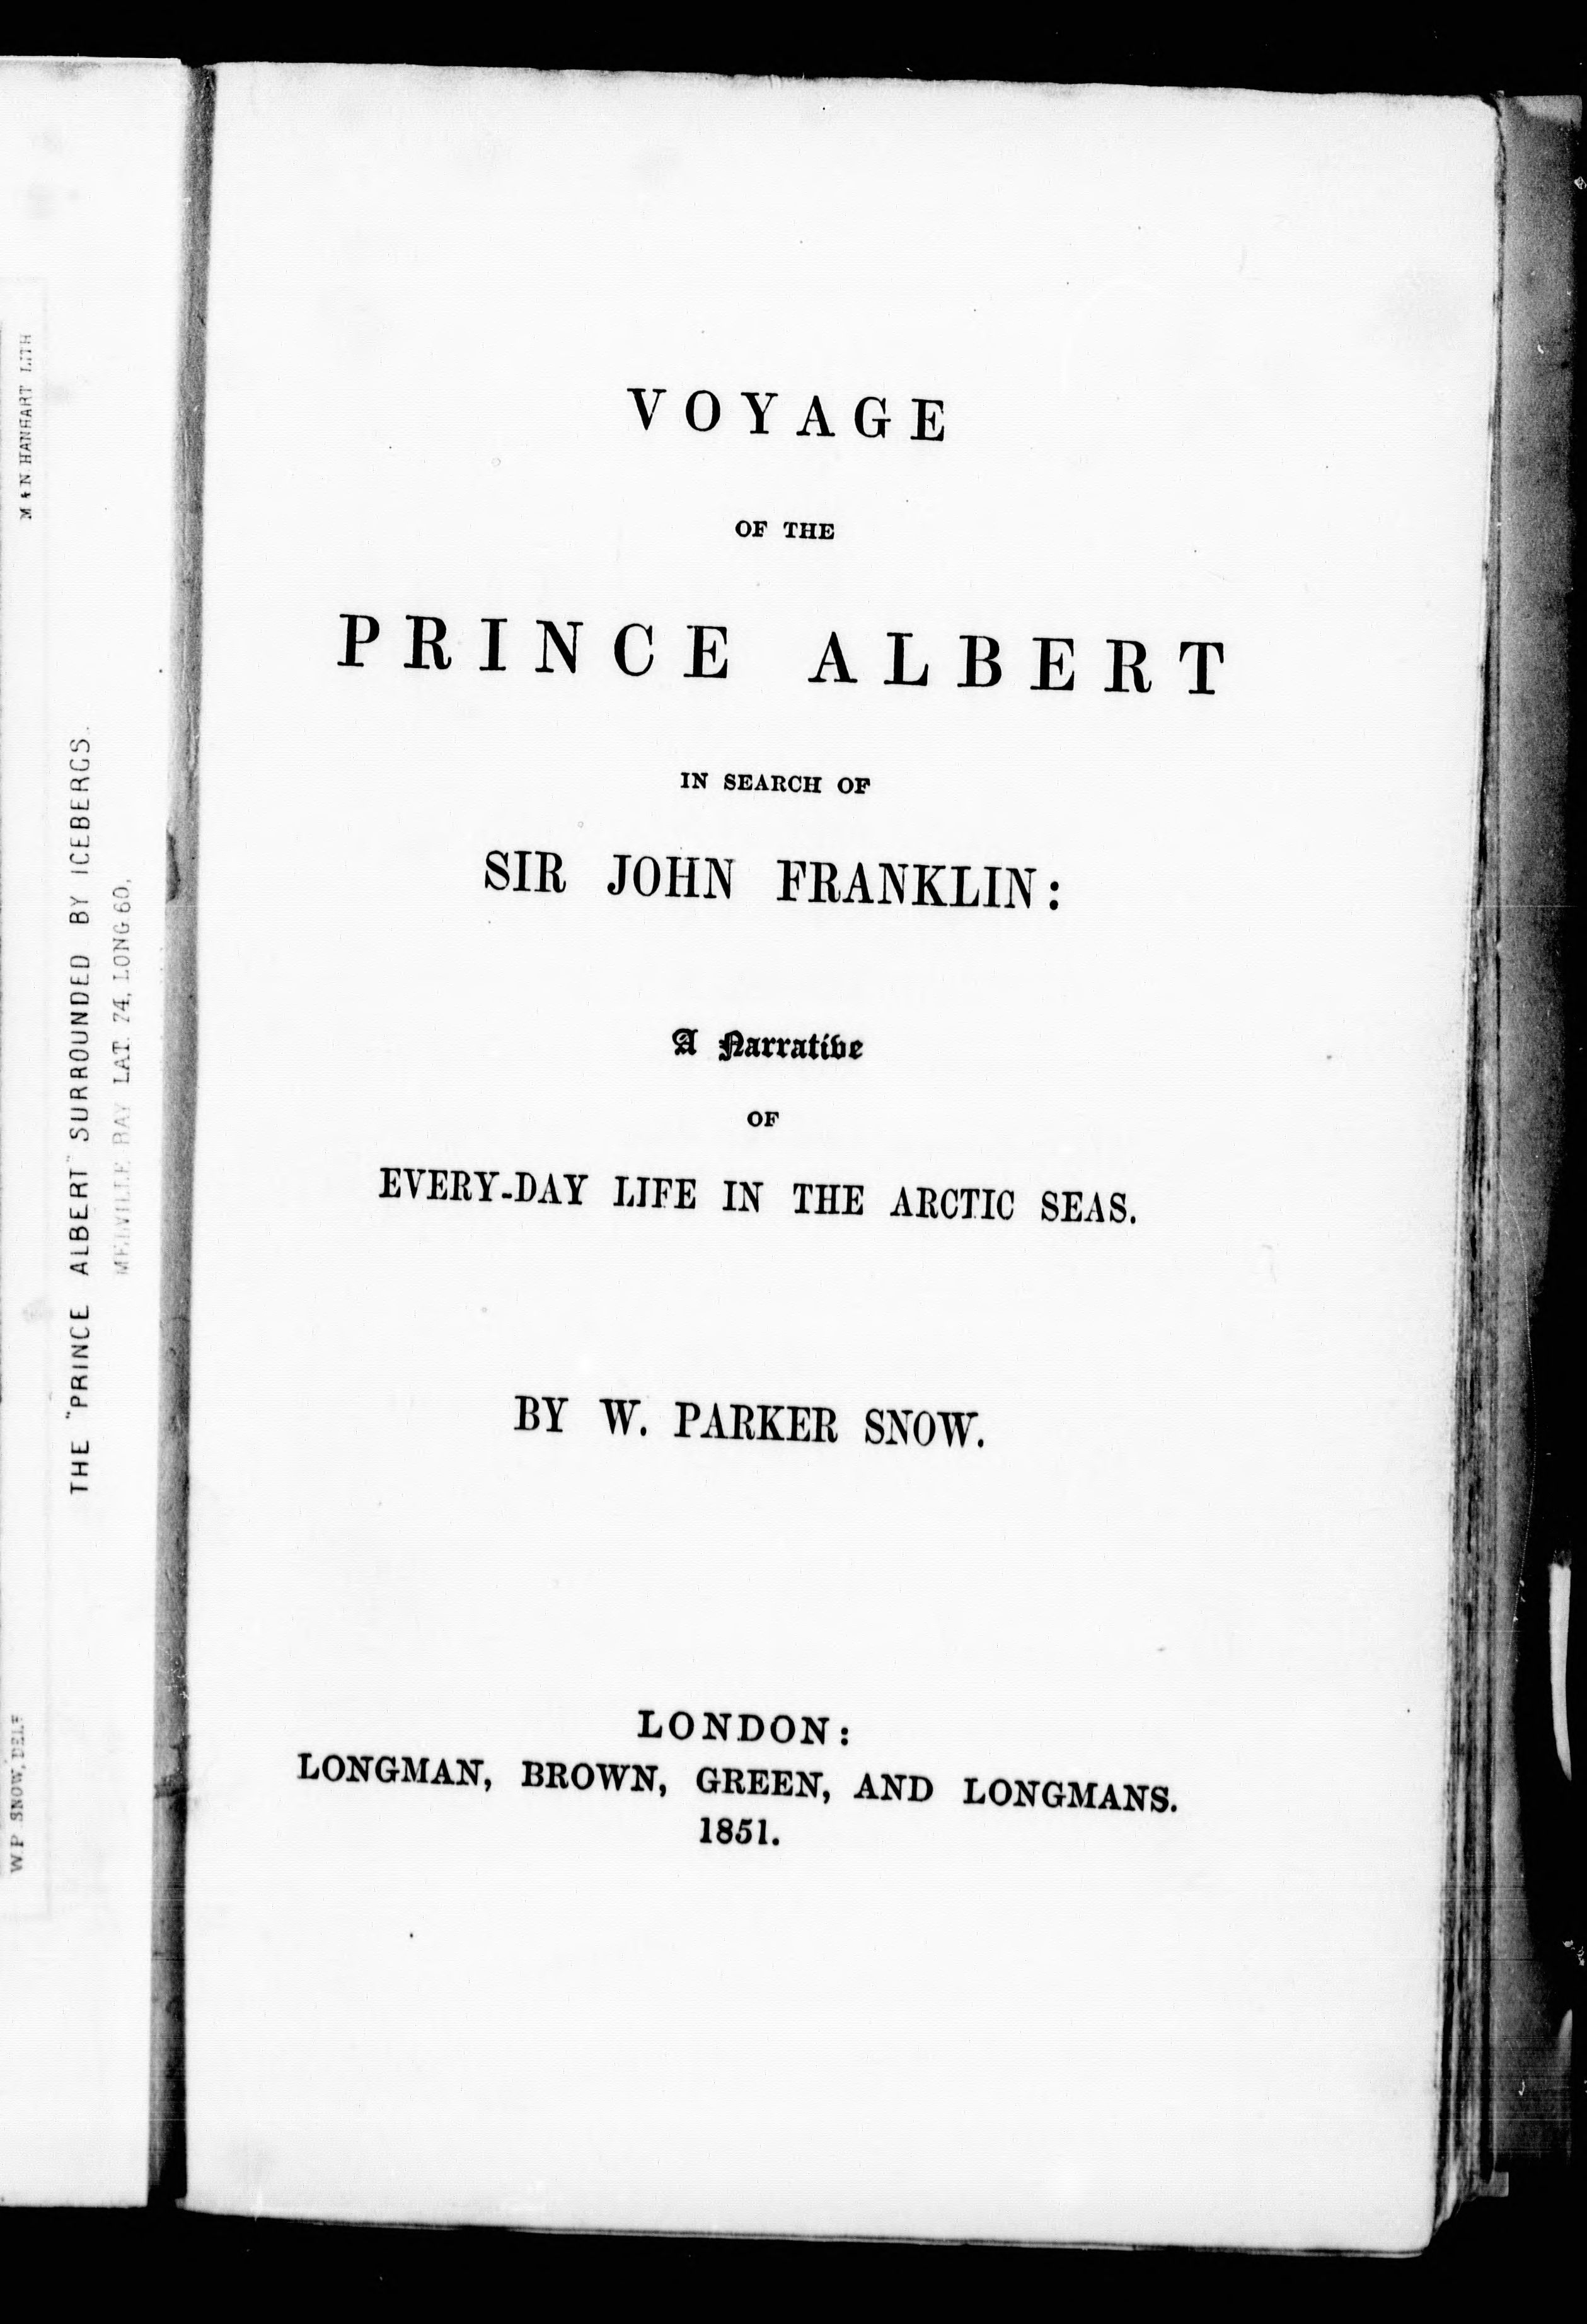 M & N. HANHART LITH
THE "PRINCE ALBERT" SURROUNDED BY ICEBERGS.
MELVILLE BAY LAT. 74, LONG. 60.
W. P. SNOW, DELT
VOYAGE
OF THE
PRINCE ALBERT
IN SEARCH OF
SIR JOHN FRANKLIN:
A Narrative
OF
EVERY-DAY LIFE IN THE ARCTIC SEAS.
BY W. PARKER SNOW.
LONDON:
LONGMAN, BROWN, GREEN, AND LONGMANS.
1851.